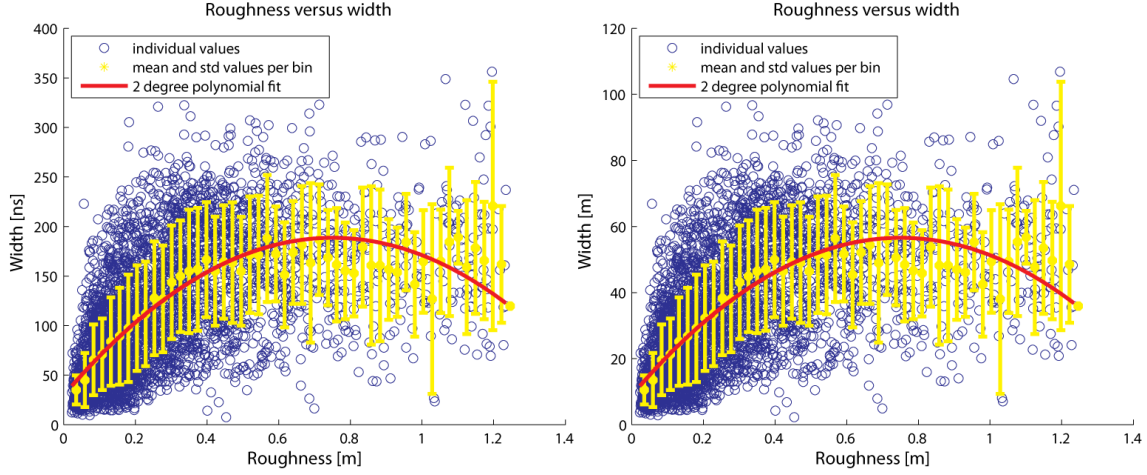 Roughness versus width
400
350
300
250
200
150
100
50
0
Width [ns]
individual values
mean and std values per bin
2 degree polynomial fit
0 0.2 0.4 0.6 0.8 1 1.2 1.4
Roughness [m]
Roughness versus width
120
100
80
60
40
20
0
Width [m]
individual values
mean and std values per bin
2 degree polynomial fit
0 0.2 0.4 0.6 0.8 1 1.2 1.4
Roughness [m]